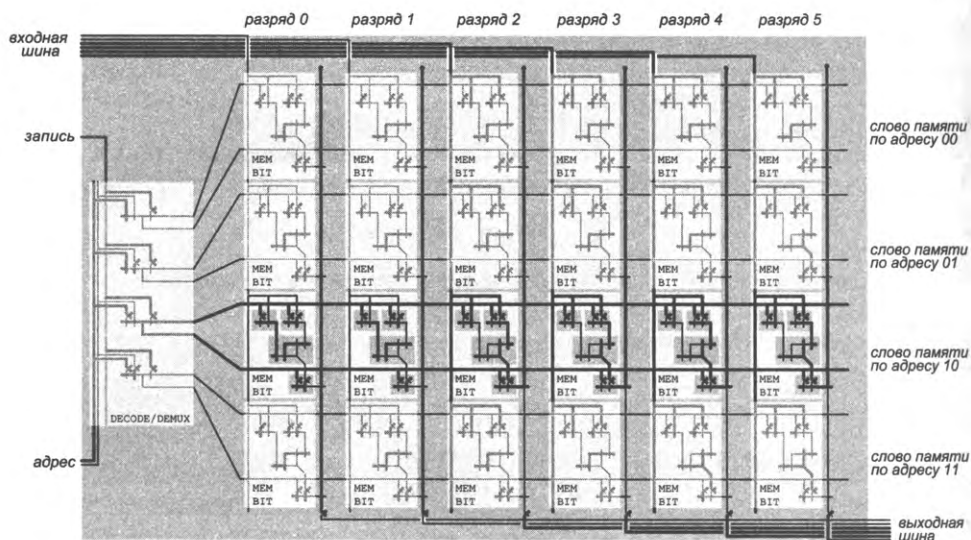 разряд 0 разряд 1 разряд 2 разряд 3 разряд 4 разряд 5
входная
шина
запись
слово памяти
по адресу 00
MEM MEM MEM MEM MEM MEM
BIT BIT BIT BIT BIT BIT
слово памяти
по адресу 01
MEM MEM MEM MEM MEM MEM
BIT BIT BIT BIT BIT BIT
слово памяти
по адресу 10
MEM MEM MEM MEM MEM MEM
BIT BIT BIT BIT BIT BIT
DECODE/DEMUX
адрес
слово памяти
по адресу 11
MEM MEM MEM MEM MEM MEM
BIT BIT BIT BIT BIT BIT
выходная
шина